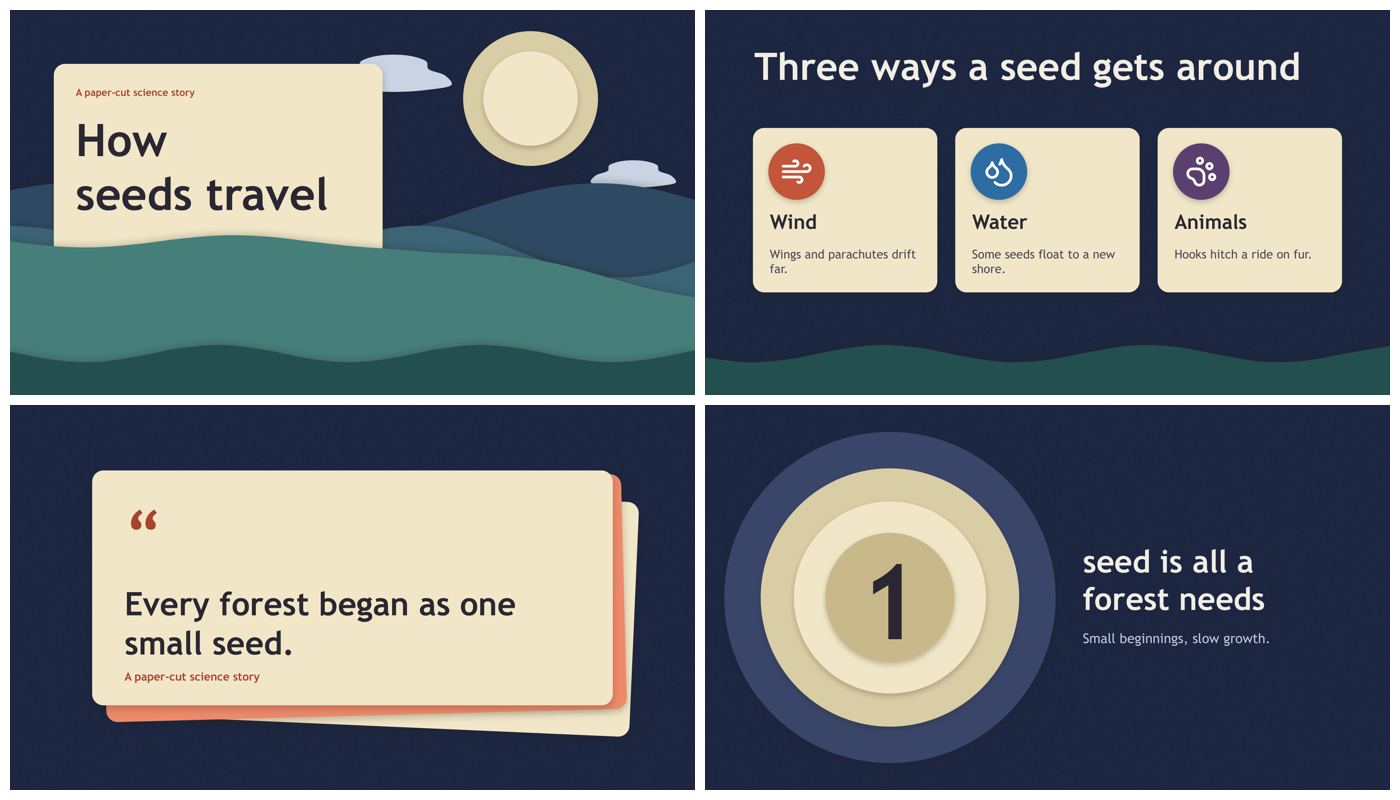 A paper-cut science story
How
seeds travel
Three ways a seed gets around
Wind
Wings and parachutes drift
far.
Water
Some seeds float to a new
shore.
Animals
Hooks hitch a ride on fur.
“
Every forest began as one
small seed.
A paper-cut science story
1
seed is all a
forest needs
Small beginnings, slow growth.